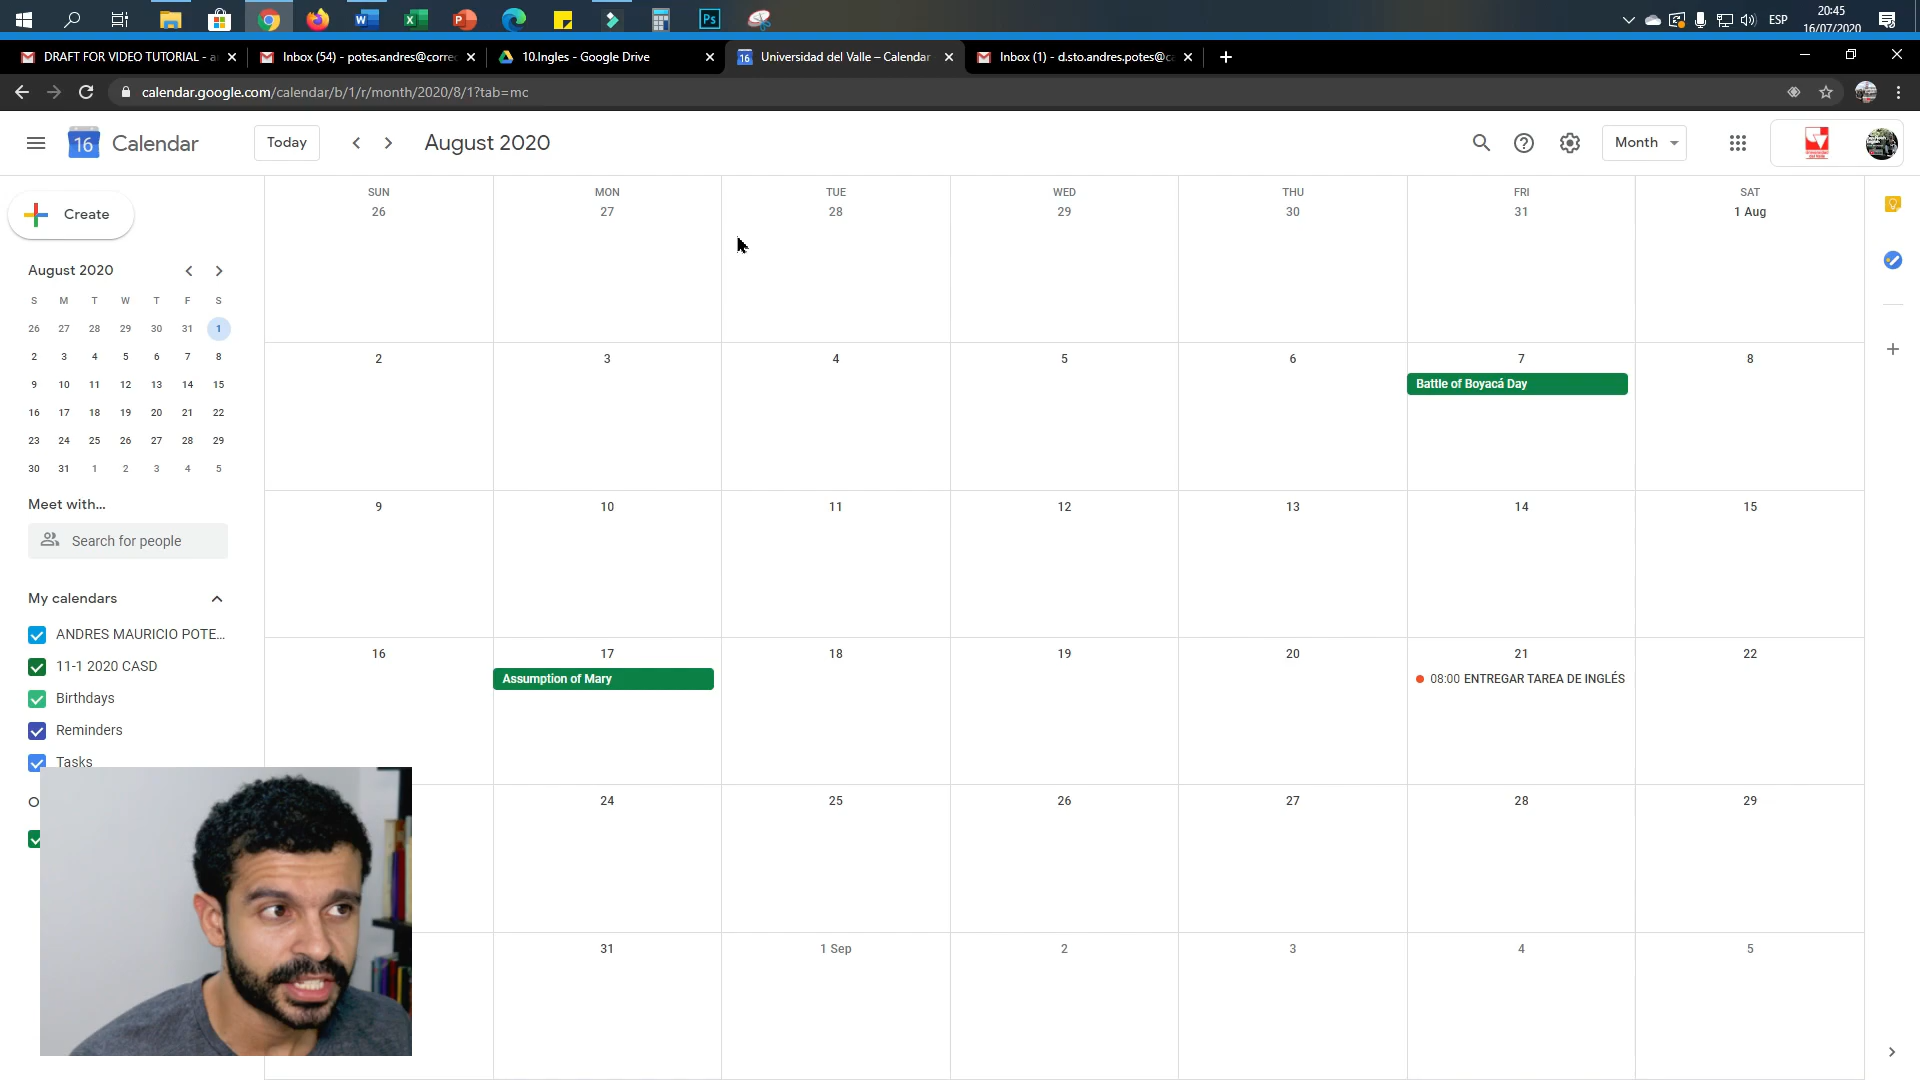 ESP
20:45
16/07/2020
DRAFT FOR VIDEO TUTORIAL - a
Inbox (54) - potes.andres@corre
10.Ingles - Google Drive
Universidad del Valle – Calendar
Inbox (1) - d.sto.andres.potes@c
calendar.google.com/calendar/b/1/r/month/2020/8/1?tab=mc
16 Calendar
Today
August 2020
Month
Create
August 2020
S M T W T F S
26 27 28 29 30 31 1
2 3 4 5 6 7 8
9 10 11 12 13 14 15
16 17 18 19 20 21 22
23 24 25 26 27 28 29
30 31 1 2 3 4 5
Meet with...
Search for people
My calendars
ANDRES MAURICIO POTE...
11-1 2020 CASD
Birthdays
Reminders
Tasks
O
SUN MON TUE WED THU FRI SAT
26 27 28 29 30 31 1 Aug
2 3 4 5 6 7 8
Battle of Boyacá Day
9 10 11 12 13 14 15
16 17 18 19 20 21 22
Assumption of Mary
08:00 ENTREGAR TAREA DE INGLÉS
24 25 26 27 28 29
31 1 Sep 2 3 4 5